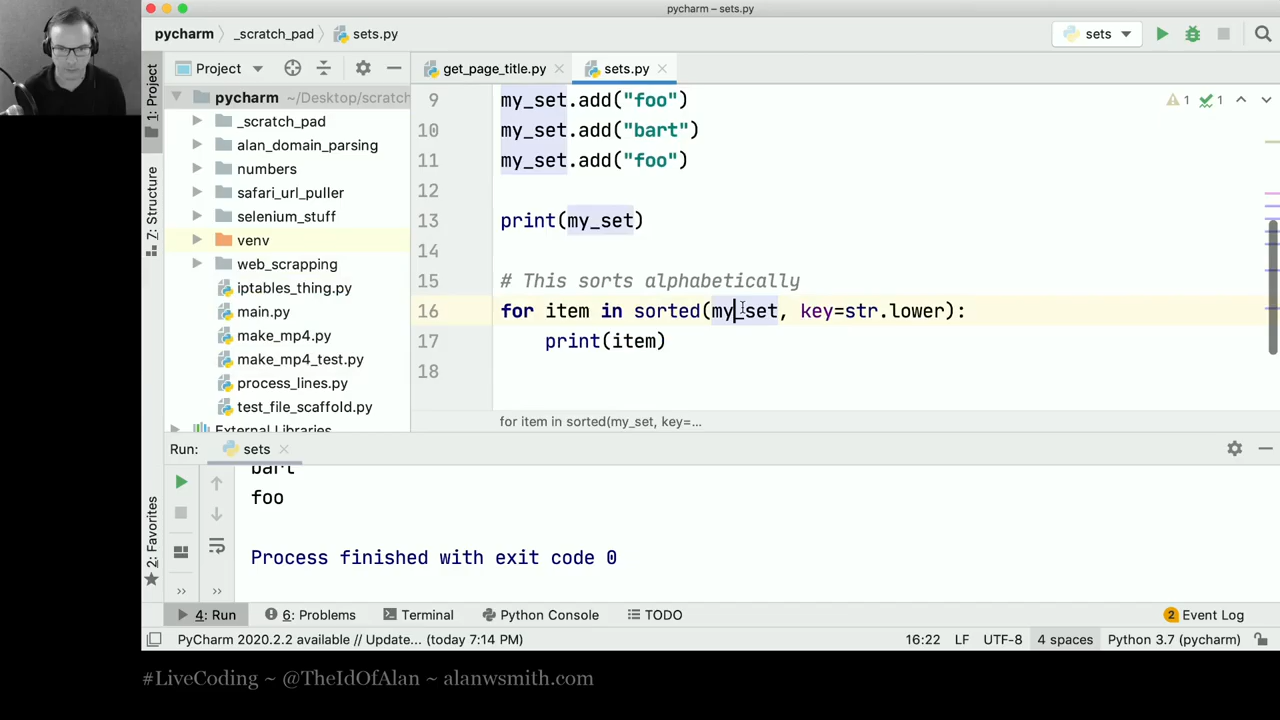 pycharm – sets.py
pycharm _scratch_pad sets.py sets
1: Project
Project
get_page_title.py sets.py
pycharm ~/Desktop/scratch
_scratch_pad
alan_domain_parsing
numbers
safari_url_puller
selenium_stuff
venv
web_scrapping
iptables_thing.py
main.py
make_mp4.py
make_mp4_test.py
process_lines.py
test_file_scaffold.py
External Libraries
7: Structure
2: Favorites
1 1
9 my_set.add("foo")
10 my_set.add("bart")
11 my_set.add("foo")
12
13 print(my_set)
14
15 # This sorts alphabetically
16 for item in sorted(my_set, key=str.lower):
17 print(item)
18
for item in sorted(my_set, key=...
Run: sets
bart
foo
Process finished with exit code 0
4: Run 6: Problems Terminal Python Console TODO 2 Event Log
PyCharm 2020.2.2 available // Update... (today 7:14 PM) 16:22 LF UTF-8 4 spaces Python 3.7 (pycharm)
#LiveCoding ~ @TheIdOfAlan ~ alanwsmith.com